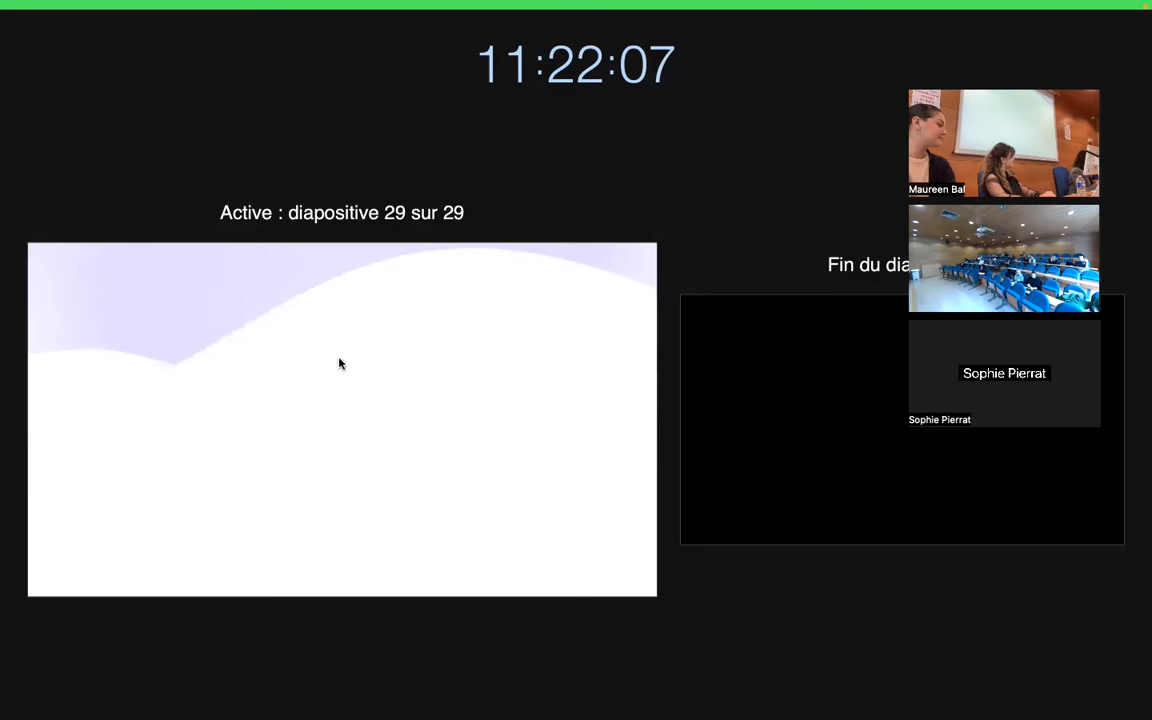 11:22:07
Maureen Bal
Active : diapositive 29 sur 29
Fin du dia
Sophie Pierrat
Sophie Pierrat